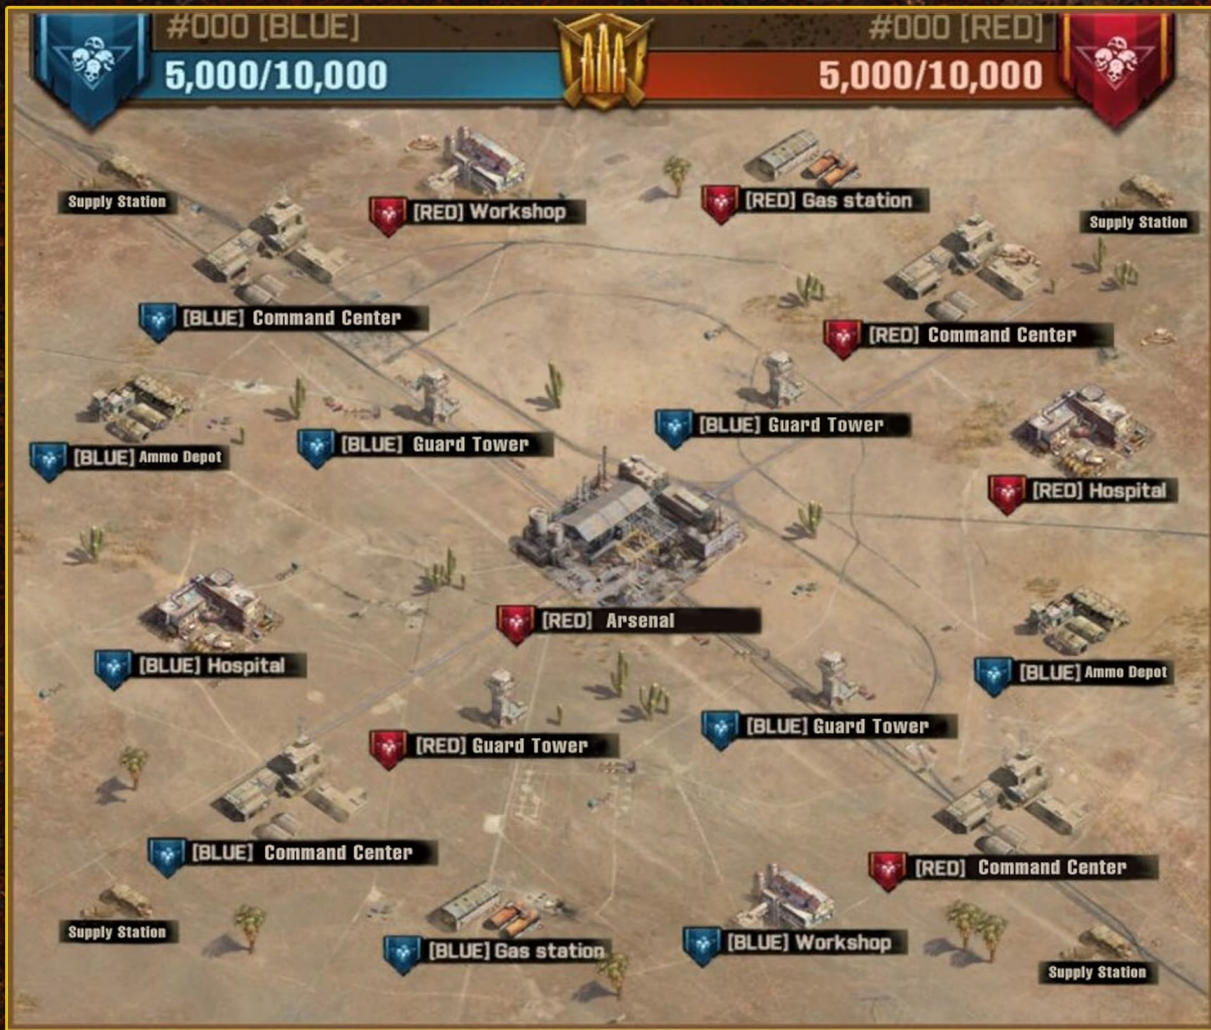 #000 [BLUE]
#000 [RED]
5,000/10,000
5,000/10,000
Supply Station
[RED] Workshop
[RED] Gas station
Supply Station
[BLUE] Command Center
[RED] Command Center
[BLUE] Ammo Depot
[BLUE] Guard Tower
[BLUE] Guard Tower
[RED] Hospital
[RED] Arsenal
[BLUE] Hospital
[BLUE] Ammo Depot
[RED] Guard Tower
[BLUE] Guard Tower
[BLUE] Command Center
[RED] Command Center
Supply Station
[BLUE] Gas station
[BLUE] Workshop
Supply Station